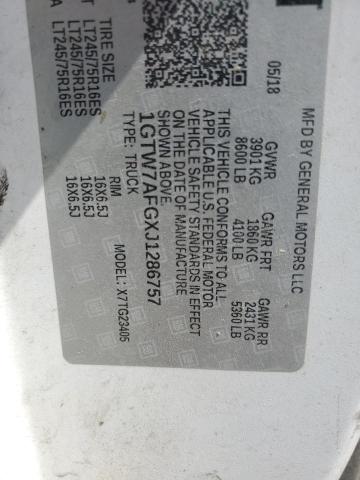 MFD BY GENERAL MOTORS LLC
05/18
GVWR
3901 KG
8600 LB
GAWR FRT
1860 KG
4100 LB
GAWR RR
2431 KG
5360 LB
THIS VEHICLE CONFORMS TO ALL
APPLICABLE U.S. FEDERAL MOTOR
VEHICLE SAFETY STANDARDS IN EFFECT
ON THE DATE OF MANUFACTURE SHOWN ABOVE
1GTW7AFGXJ1286757
TYPE: TRUCK
MODEL: X7TG23405
TIRE SIZE
RIM
LT245/75R16ES
16X6.5J
LT245/75R16ES
16X6.5J
LT245/75R16ES
16X6.5J